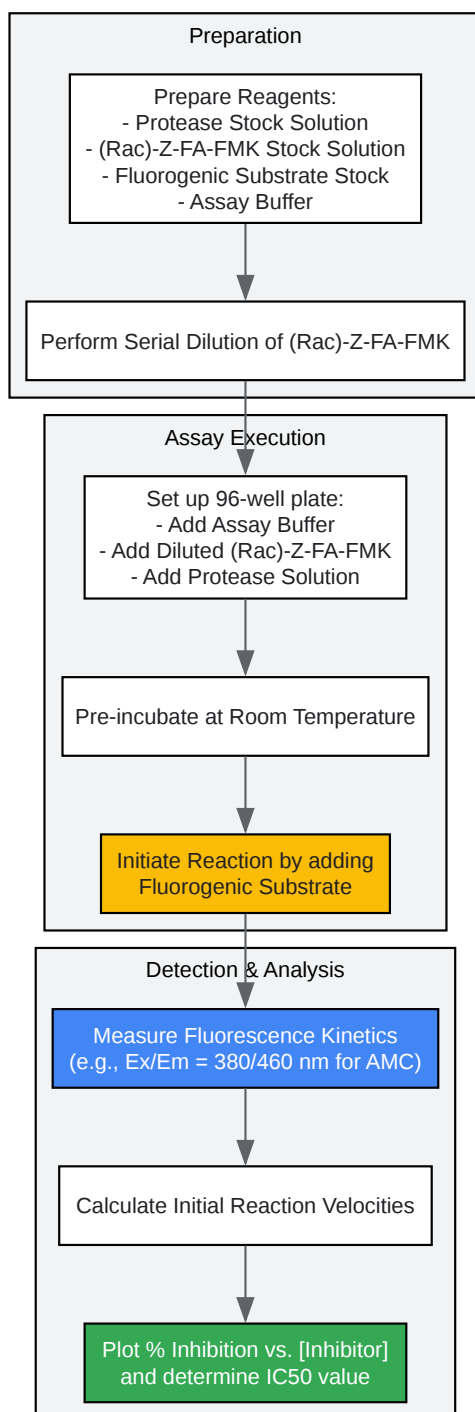 Preparation
Prepare Reagents:
- Protease Stock Solution
- (Rac)-Z-FA-FMK Stock Solution
- Fluorogenic Substrate Stock
- Assay Buffer
Perform Serial Dilution of (Rac)-Z-FA-FMK
Assay Execution
Set up 96-well plate:
- Add Assay Buffer
- Add Diluted (Rac)-Z-FA-FMK
- Add Protease Solution
Pre-incubate at Room Temperature
Initiate Reaction by adding
Fluorogenic Substrate
Detection & Analysis
Measure Fluorescence Kinetics
(e.g., Ex/Em = 380/460 nm for AMC)
Calculate Initial Reaction Velocities
Plot % Inhibition vs. [Inhibitor]
and determine IC50 value